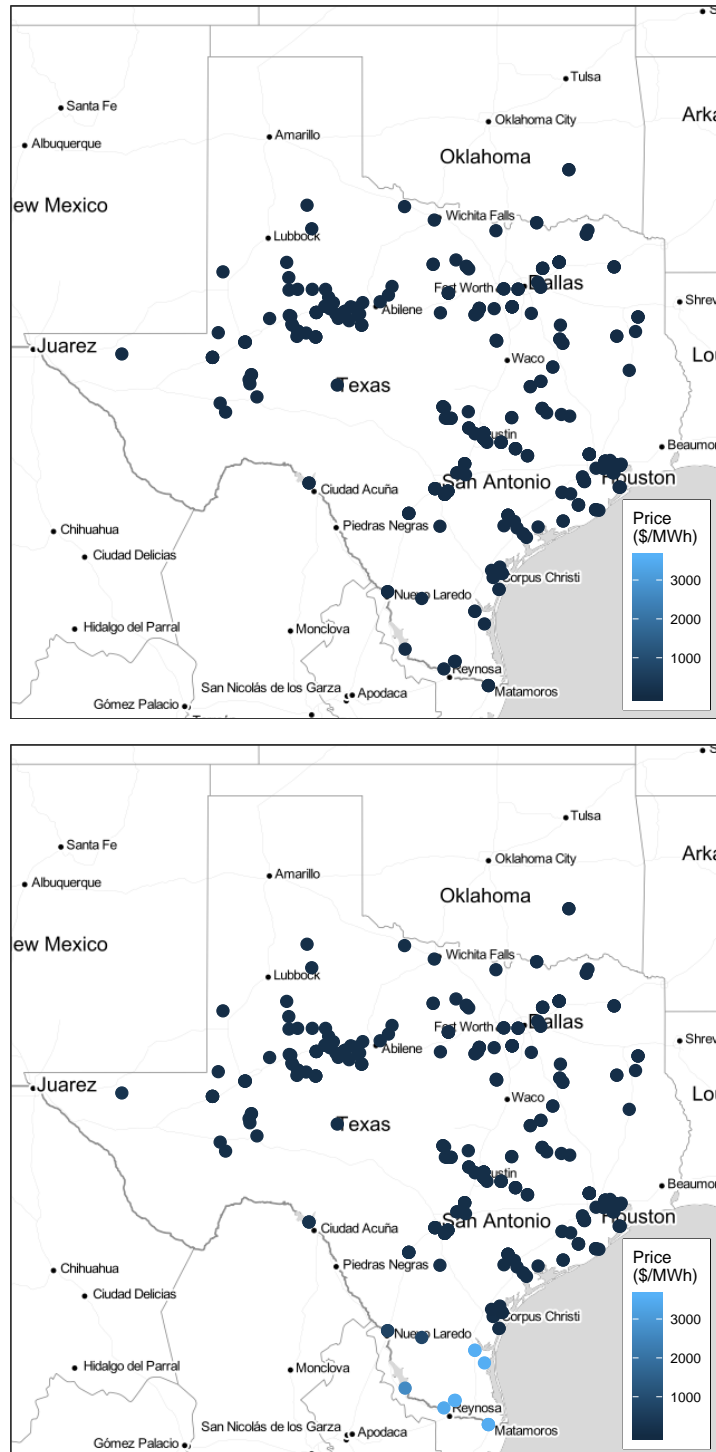 S
Tulsa
Santa Fe
Oklahoma City
Arka
Amarillo
Albuquerque
Oklahoma
ew Mexico
Wichita Falls
Lubbock
Fort Worth
Dallas
Shrev
Abilene
Juarez
Lou
Waco
Texas
ustin
Beaumon
San Antonio
Houston
Ciudad Acuña
Price
($/MWh)
Chihuahua
Piedras Negras
Ciudad Delicias
3000
Corpus Christi
Nuevo Laredo
2000
Hidalgo del Parral
Monclova
1000
Reynosa
San Nicolás de los Garza
Apodaca
Matamoros
Gómez Palacio
S
Tulsa
Santa Fe
Oklahoma City
Arka
Amarillo
Albuquerque
Oklahoma
ew Mexico
Wichita Falls
Lubbock
Fort Worth
Dallas
Shrev
Abilene
Juarez
Lou
Waco
Texas
ustin
Beaumon
San Antonio
Houston
Ciudad Acuña
Price
($/MWh)
Chihuahua
Piedras Negras
Ciudad Delicias
3000
Corpus Christi
Nuevo Laredo
2000
Hidalgo del Parral
Monclova
1000
Reynosa
San Nicolás de los Garza
Apodaca
Matamoros
Gómez Palacio